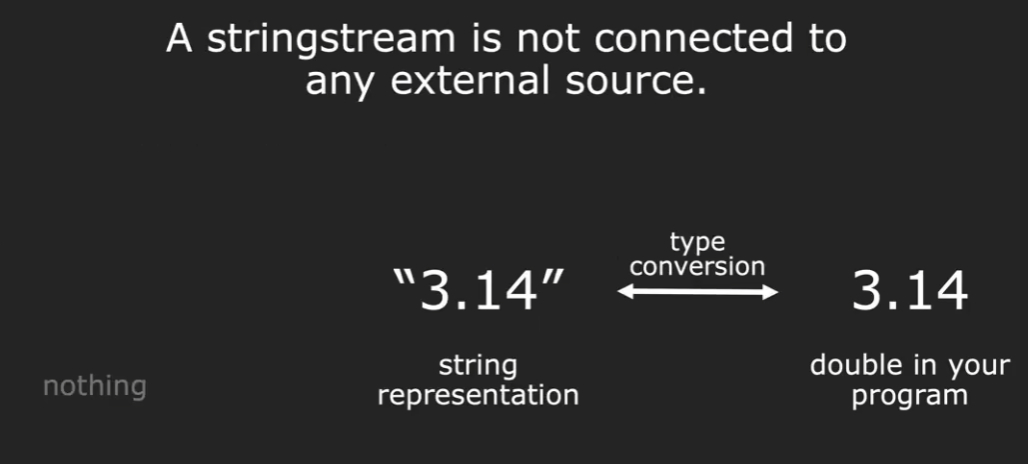 A stringstream is not connected to
any external source.
type
conversion
“3.14”
3.14
string
representation
double in your
program
nothing